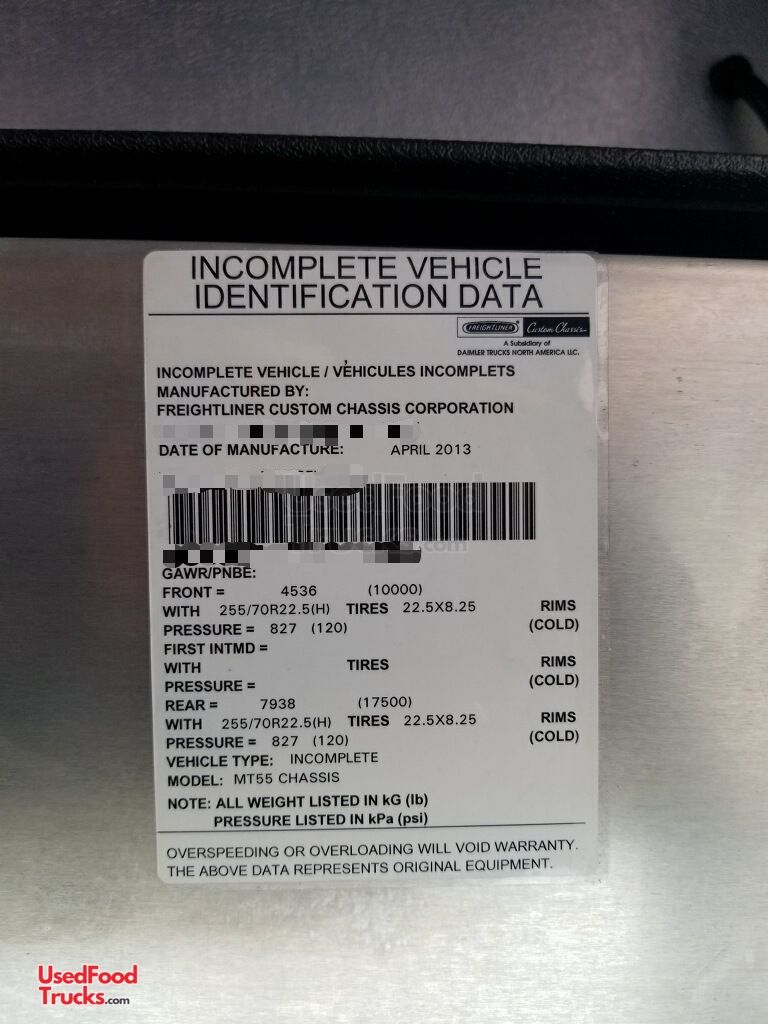 INCOMPLETE VEHICLE
IDENTIFICATION DATA
FREIGHTLINER Custom Chassis
A Subsidiary of
DAIMLER TRUCKS NORTH AMERICA LLC.
INCOMPLETE VEHICLE / VÉHICULES INCOMPLETS
MANUFACTURED BY:
FREIGHTLINER CUSTOM CHASSIS CORPORATION
DATE OF MANUFACTURE: APRIL 2013
GAWR/PNBE:
FRONT = 4536 (10000)
WITH 255/70R22.5(H) TIRES 22.5X8.25 RIMS
PRESSURE = 827 (120) (COLD)
FIRST INTMD =
WITH TIRES RIMS
PRESSURE = (COLD)
REAR = 7938 (17500)
WITH 255/70R22.5(H) TIRES 22.5X8.25 RIMS
PRESSURE = 827 (120) (COLD)
VEHICLE TYPE: INCOMPLETE
MODEL: MT55 CHASSIS
NOTE: ALL WEIGHT LISTED IN kG (lb)
PRESSURE LISTED IN kPa (psi)
OVERSPEEDING OR OVERLOADING WILL VOID WARRANTY.
THE ABOVE DATA REPRESENTS ORIGINAL EQUIPMENT.
UsedFood
Trucks.com